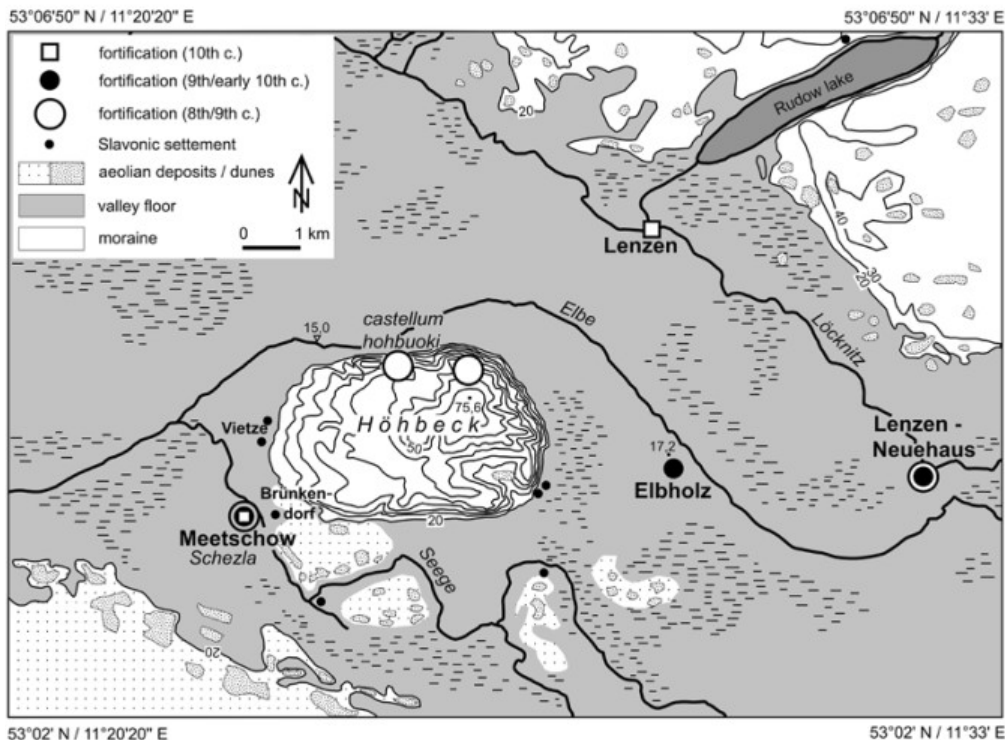 53°06'50" N / 11°20'20" E
53°06'50" N / 11°33' E
fortification (10th c.)
fortification (9th/early 10th c.)
fortification (8th/9th c.)
Slavonic settement
aeolian deposits / dunes
valley floor
moraine
N
0 1 km
20
Rudow lake
40
30
20
Lenzen
Löcknitz
Elbe
castellum
hohbuoki
15,0
75,6
Höhbeck
50
Vietze
17,2
Lenzen -
Neuehaus
Elbholz
Brünken-
dorf
20
Meetschow
Schezla
Seege
20
53°02' N / 11°20'20" E
53°02' N / 11°33' E